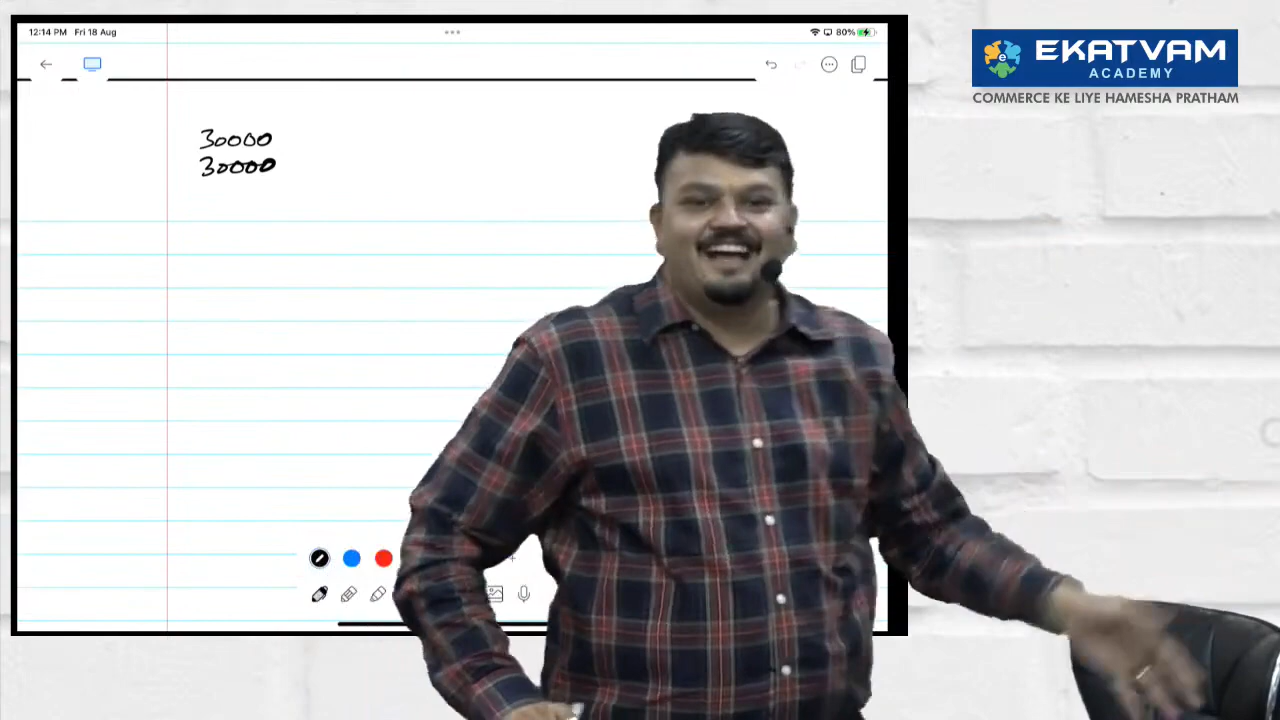 12:14 PM Fri 18 Aug
80%
EKATVAM
ACADEMY
COMMERCE KE LIYE HAMESHA PRATHAM
30000
30000